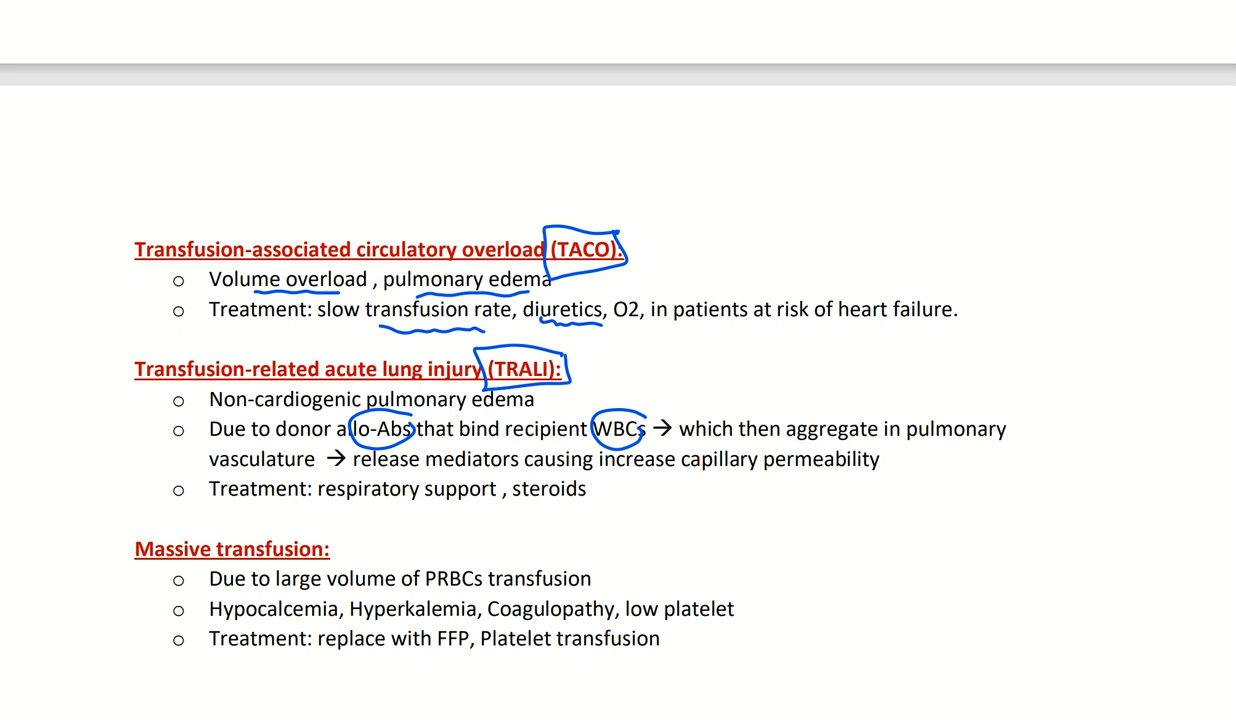 Transfusion-associated circulatory overload (TACO):
o Volume overload , pulmonary edema
o Treatment: slow transfusion rate, diuretics, O2, in patients at risk of heart failure.
Transfusion-related acute lung injury (TRALI):
o Non-cardiogenic pulmonary edema
o Due to donor allo-Abs that bind recipient WBCs → which then aggregate in pulmonary
vasculature → release mediators causing increase capillary permeability
o Treatment: respiratory support , steroids
Massive transfusion:
o Due to large volume of PRBCs transfusion
o Hypocalcemia, Hyperkalemia, Coagulopathy, low platelet
o Treatment: replace with FFP, Platelet transfusion